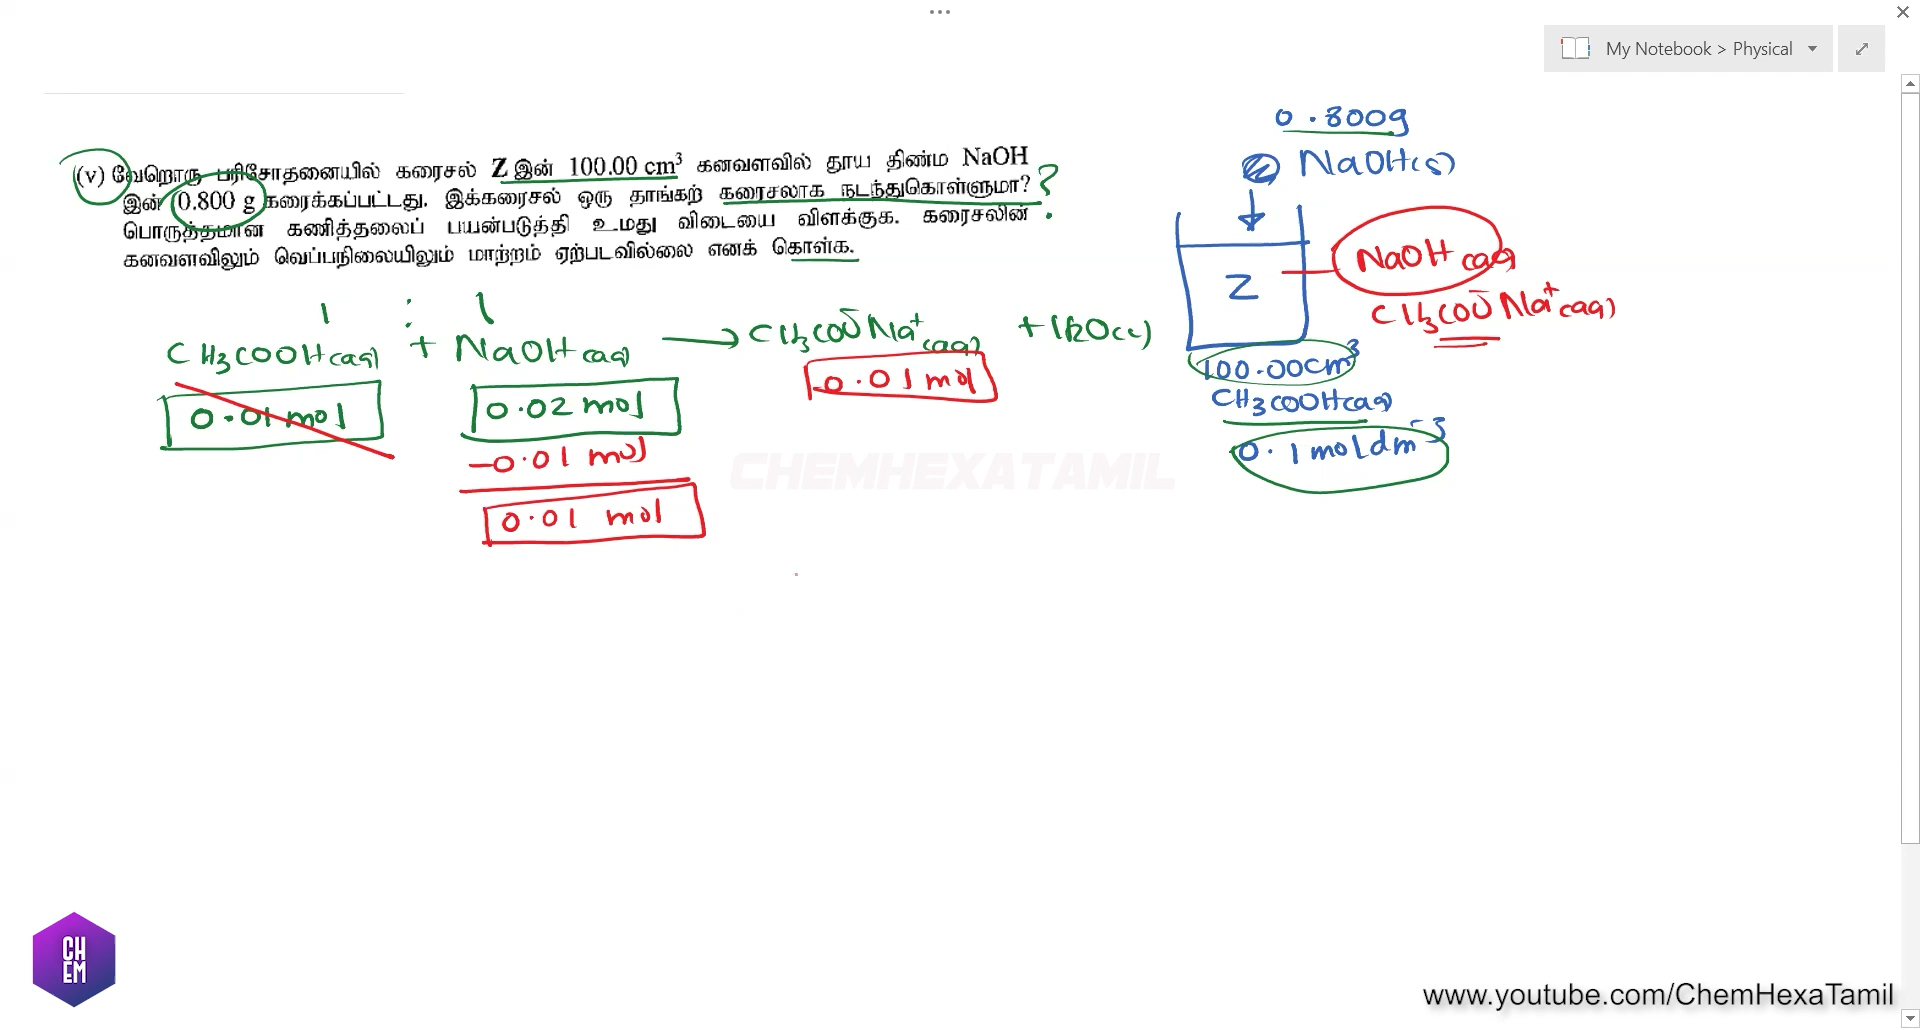 My Notebook > Physical
(v) வேறொரு பரிசோதனையில் கரைசல் Z இன் 100.00 cm³ கனவளவில் தூய திண்ம NaOH
இன் 0.800 g கரைக்கப்பட்டது. இக்கரைசல் ஒரு தாங்கற் கரைசலாக நடந்துகொள்ளுமா? ?
பொருத்தமான கணித்தலைப் பயன்படுத்தி உமது விடையை விளக்குக. கரைசலின்
கனவளவிலும் வெப்பநிலையிலும் மாற்றம் ஏற்படவில்லை எனக் கொள்க.
0.800g
NaOH(s)
Z
NaOH(aq)
CH₃COO⁻Na⁺(aq)
100.00cm³
CH₃COOH(aq)
0.1 moldm⁻³
1 : 1
CH₃COOH(aq) + NaOH(aq) → CH₃COO⁻Na⁺(aq) + H₂O(l)
0.01 mol 0.02 mol 0.01 mol
-0.01 mol
0.01 mol
CHEMHEXATAMIL
CH
EM
www.youtube.com/ChemHexaTamil